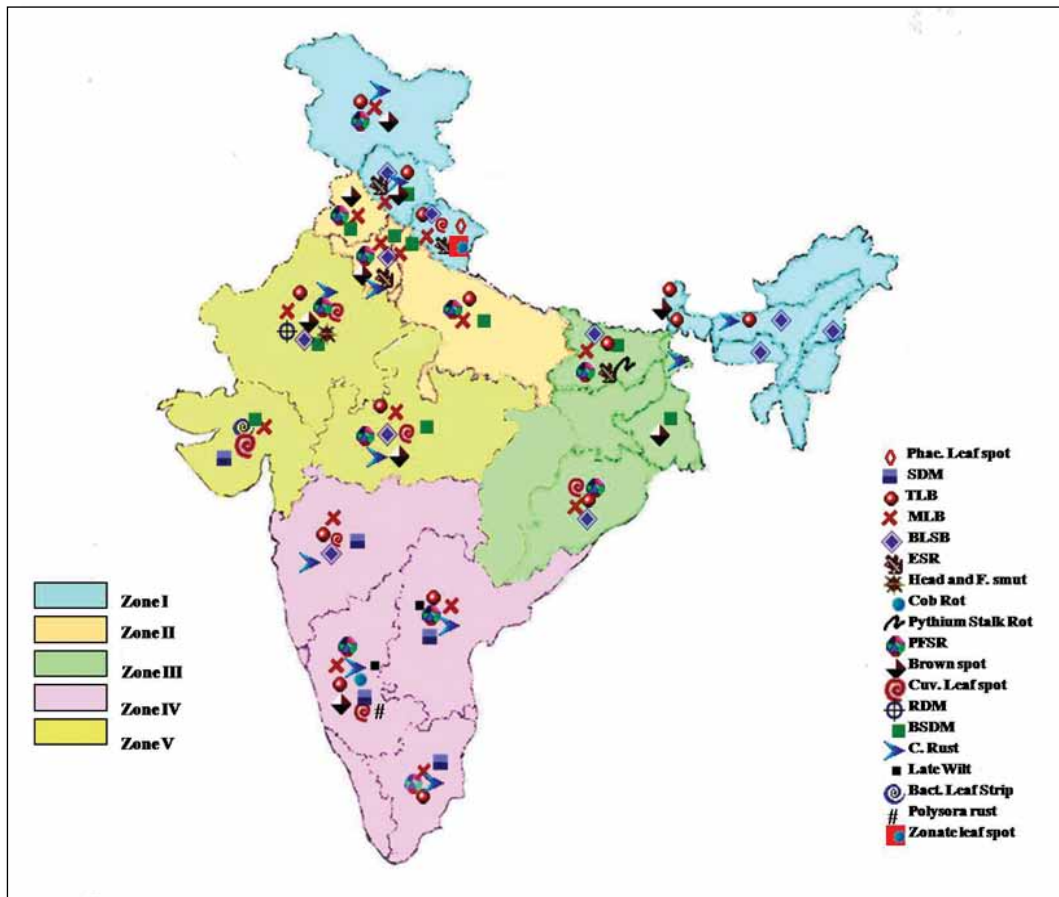 Zone I
Zone II
Zone III
Zone IV
Zone V
Phae. Leaf spot
SDM
TLB
MLB
BLSB
ESR
Head and F. smut
Cob Rot
Pythium Stalk Rot
PFSR
Brown spot
Cuv. Leaf spot
RDM
BSDM
C. Rust
Late Wilt
Bact. Leaf Strip
# Polysora rust
Zonate leaf spot
#